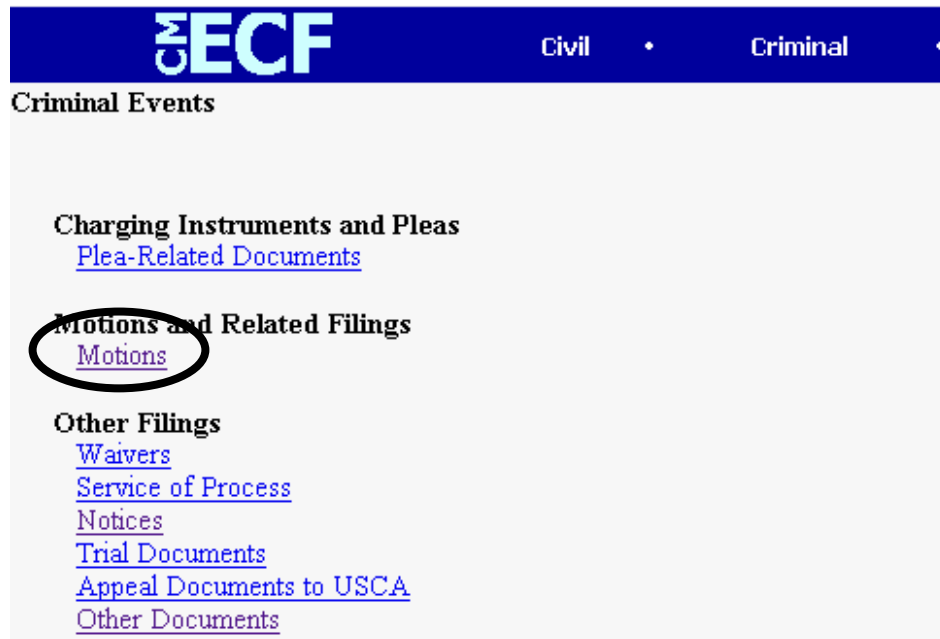 CM ECF Civil • Criminal •
Criminal Events
Charging Instruments and Pleas
Plea-Related Documents
Motions and Related Filings
Motions
Other Filings
Waivers
Service of Process
Notices
Trial Documents
Appeal Documents to USCA
Other Documents